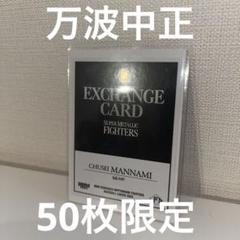 万波中正
EXCHANGE
CARD
SUPER METALLIC
FIGHTERS
CHUSEI MANNAMI
50枚限定